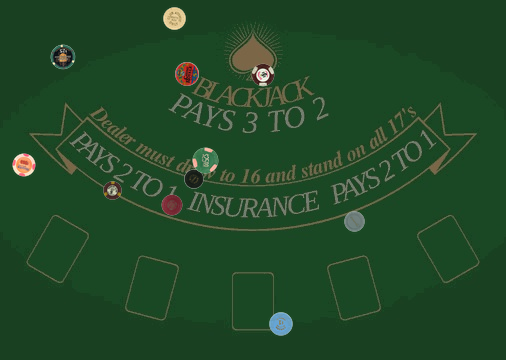 BLACKJACK
PAYS 3 TO 2
Dealer must d to 16 and stand on all 17's
PAYS 2 TO 1 INSURANCE PAYS 2 TO 1